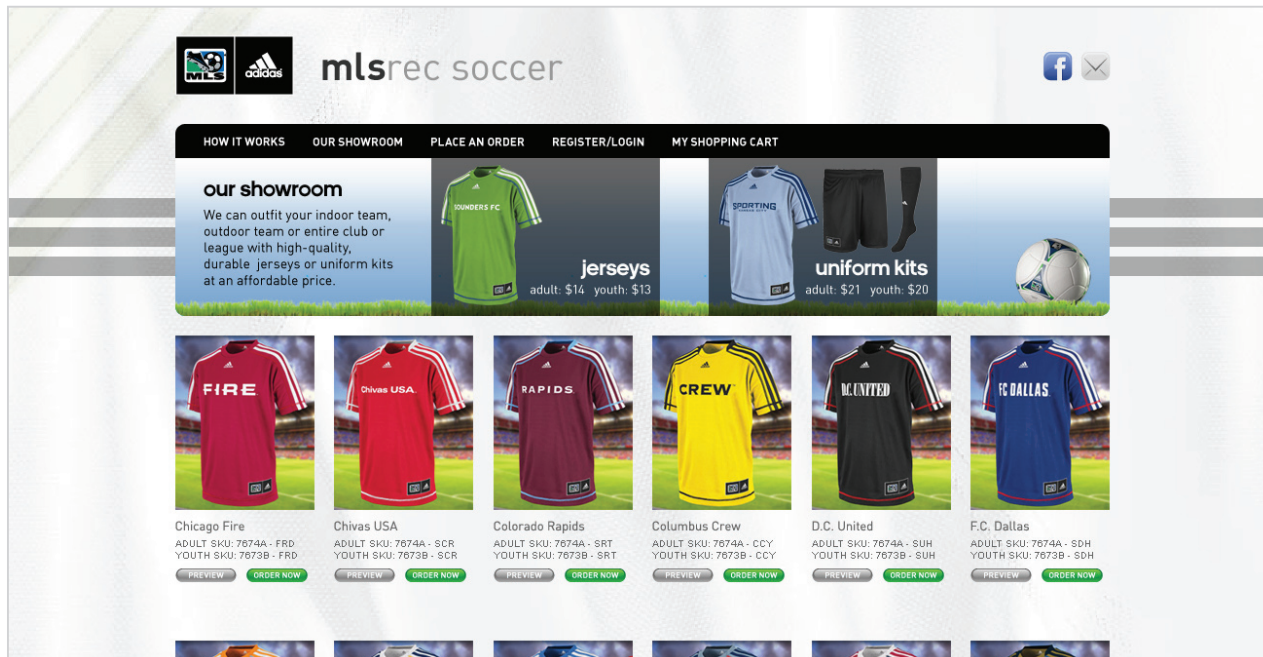 MLS
adidas
mlsrec soccer
f
HOW IT WORKS
OUR SHOWROOM
PLACE AN ORDER
REGISTER/LOGIN
MY SHOPPING CART
our showroom
We can outfit your indoor team,
outdoor team or entire club or
league with high-quality,
durable jerseys or uniform kits
at an affordable price.
SOUNDERS FC
jerseys
adult: $14 youth: $13
SPORTING
uniform kits
adult: $21 youth: $20
FIRE
Chicago Fire
ADULT SKU: 7674A - FRD
YOUTH SKU: 7673B - FRD
PREVIEW
ORDER NOW
Chivas USA
Chivas USA
ADULT SKU: 7674A - SCR
YOUTH SKU: 7673B - SCR
PREVIEW
ORDER NOW
RAPIDS
Colorado Rapids
ADULT SKU: 7674A - SRT
YOUTH SKU: 7673B - SRT
PREVIEW
ORDER NOW
CREW
Columbus Crew
ADULT SKU: 7674A - CCY
YOUTH SKU: 7673B - CCY
PREVIEW
ORDER NOW
D.C. UNITED
D.C. United
ADULT SKU: 7674A - SUH
YOUTH SKU: 7673B - SUH
PREVIEW
ORDER NOW
FC DALLAS
F.C. Dallas
ADULT SKU: 7674A - SDH
YOUTH SKU: 7673B - SDH
PREVIEW
ORDER NOW